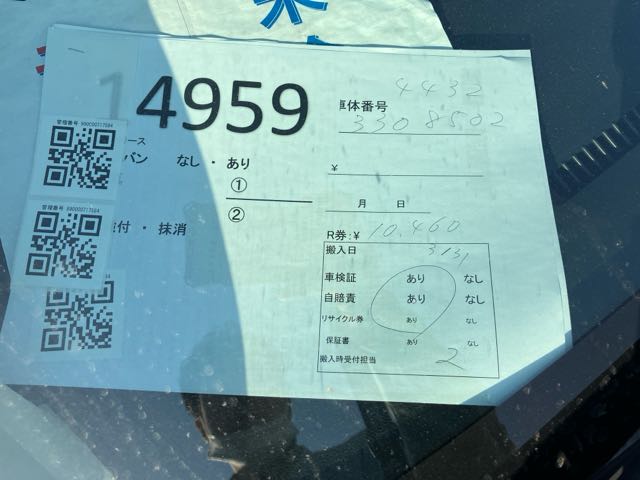 14959
4432
車体番号
3308502
管理番号
ース
バン なし・あり
¥
①
月 日
②
付・抹消
R券:¥ 10,460
搬入日
車検証 あり なし
自賠責 あり なし
リサイクル券 あり なし
保証書 あり なし
搬入時受付担当 2